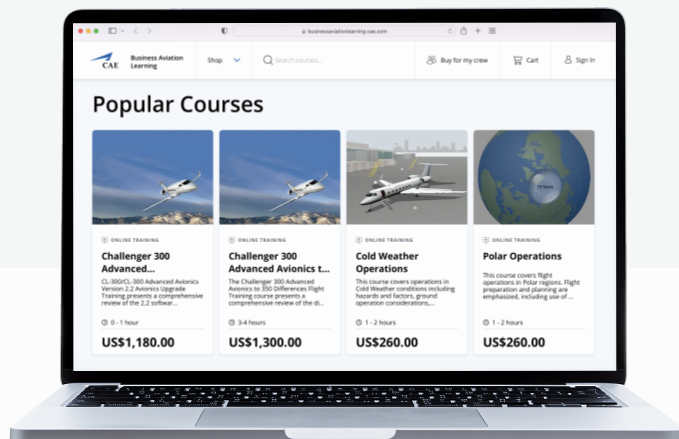 businessaviationlearning.cae.com
CAE
Business Aviation
Learning
Shop
Search courses...
Buy for my crew
Cart
Sign In
Popular Courses
ONLINE TRAINING
Challenger 300
Advanced...
CL-300/CL-300 Advanced Avionics
Version 2.2 Avionics Upgrade
Training presents a comprehensive
review of the 2.2 softwar...
0 - 1 hour
US$1,180.00
ONLINE TRAINING
Challenger 300
Advanced Avionics t...
The Challenger 300 Advanced
Avionics to 350 Differences Flight
Training course presents a
comprehensive review of the di...
3-4 hours
US$1,300.00
ONLINE TRAINING
Cold Weather
Operations
This course covers operations in
Cold Weather conditions including
hazards and factors, ground
operation considerations,...
1 - 2 hours
US$260.00
ONLINE TRAINING
Polar Operations
This course covers flight
operations in Polar regions. Flight
preparation and planning are
emphasized, including use of ...
1 - 2 hours
US$260.00